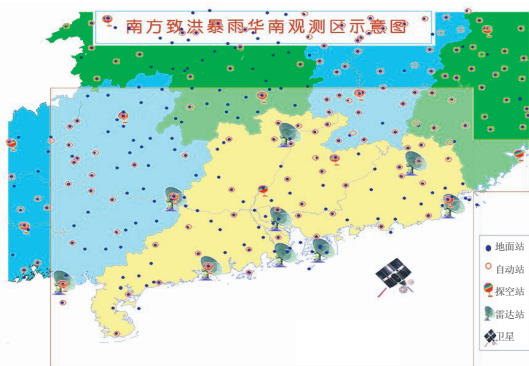 南方致洪暴雨华南观测区示意图
地面站
自动站
探空站
雷达站
卫星